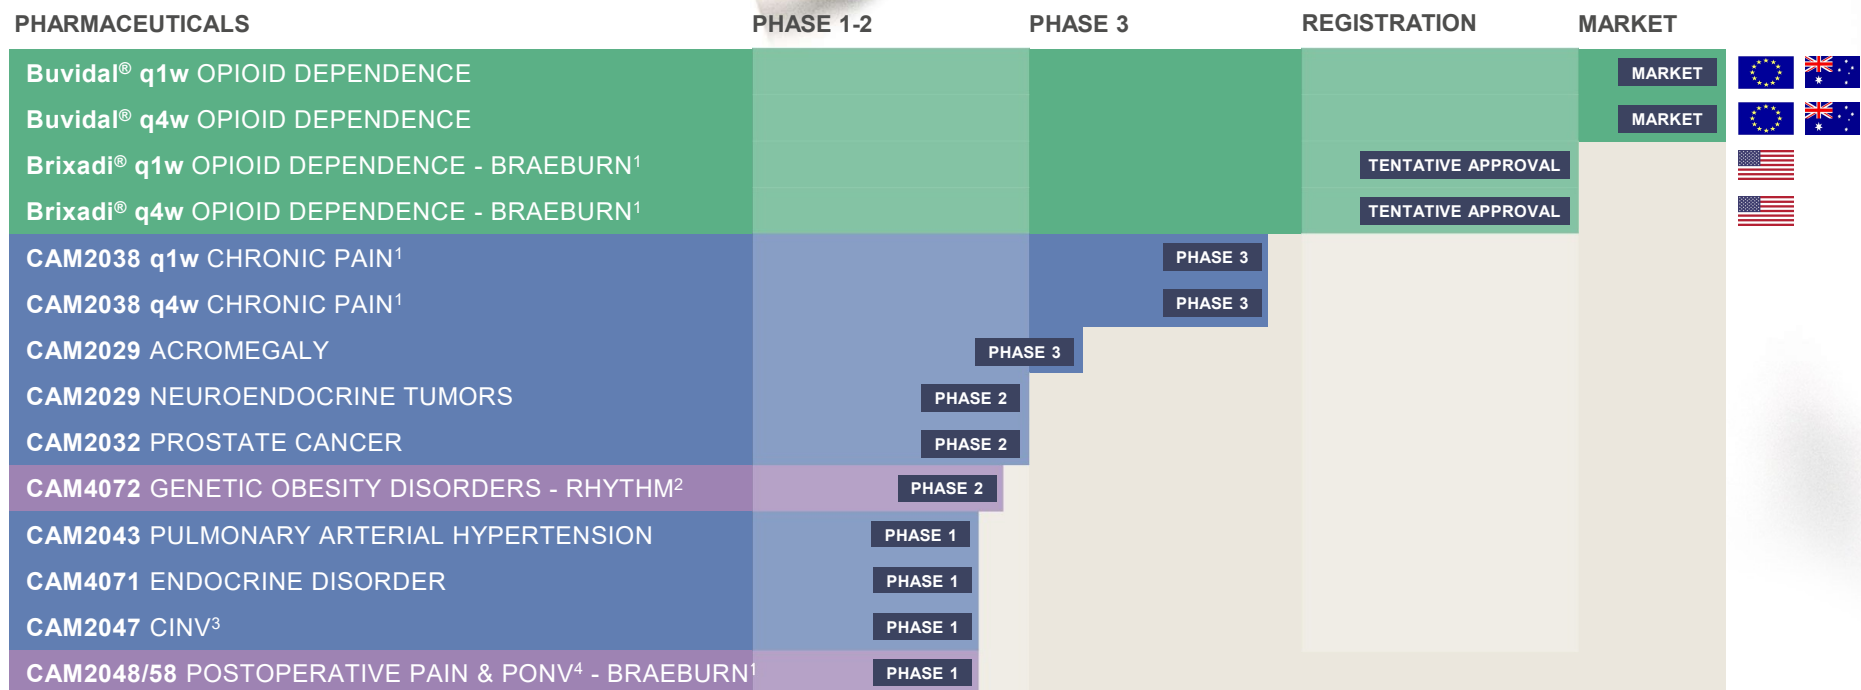 PHARMACEUTICALS PHASE 1-2 PHASE 3 REGISTRATION MARKET
Buvidal® q1w OPIOID DEPENDENCE MARKET
Buvidal® q4w OPIOID DEPENDENCE MARKET
Brixadi® q1w OPIOID DEPENDENCE - BRAEBURN¹ TENTATIVE APPROVAL
Brixadi® q4w OPIOID DEPENDENCE - BRAEBURN¹ TENTATIVE APPROVAL
CAM2038 q1w CHRONIC PAIN¹ PHASE 3
CAM2038 q4w CHRONIC PAIN¹ PHASE 3
CAM2029 ACROMEGALY PHASE 3
CAM2029 NEUROENDOCRINE TUMORS PHASE 2
CAM2032 PROSTATE CANCER PHASE 2
CAM4072 GENETIC OBESITY DISORDERS - RHYTHM² PHASE 2
CAM2043 PULMONARY ARTERIAL HYPERTENSION PHASE 1
CAM4071 ENDOCRINE DISORDER PHASE 1
CAM2047 CINV³ PHASE 1
CAM2048/58 POSTOPERATIVE PAIN & PONV⁴ - BRAEBURN¹ PHASE 1